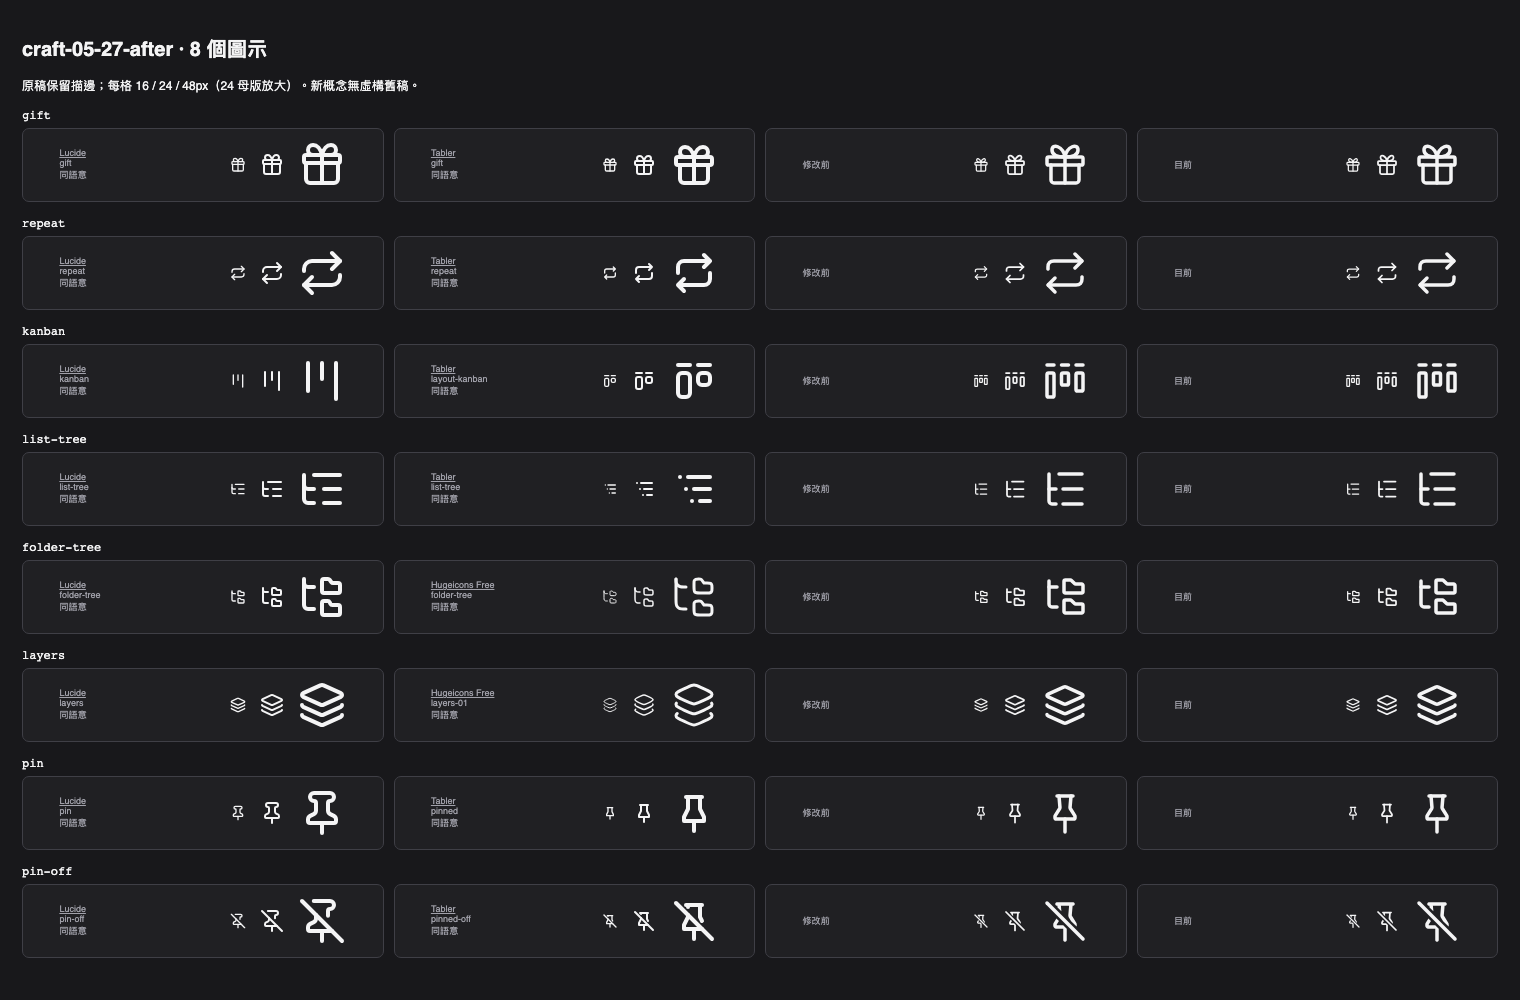 craft-05-27-after · 8 個圖示
原稿保留描邊；每格 16 / 24 / 48px（24 母版放大）。新概念無虛構舊稿。
gift
Lucide
gift
同語意
Tabler
gift
同語意
修改前
目前
repeat
Lucide
repeat
同語意
Tabler
repeat
同語意
修改前
目前
kanban
Lucide
kanban
同語意
Tabler
layout-kanban
同語意
修改前
目前
list-tree
Lucide
list-tree
同語意
Tabler
list-tree
同語意
修改前
目前
folder-tree
Lucide
folder-tree
同語意
HugeIcons Free
folder-tree
同語意
修改前
目前
layers
Lucide
layers
同語意
HugeIcons Free
layers-01
同語意
修改前
目前
pin
Lucide
pin
同語意
Tabler
pinned
同語意
修改前
目前
pin-off
Lucide
pin-off
同語意
Tabler
pinned-off
同語意
修改前
目前